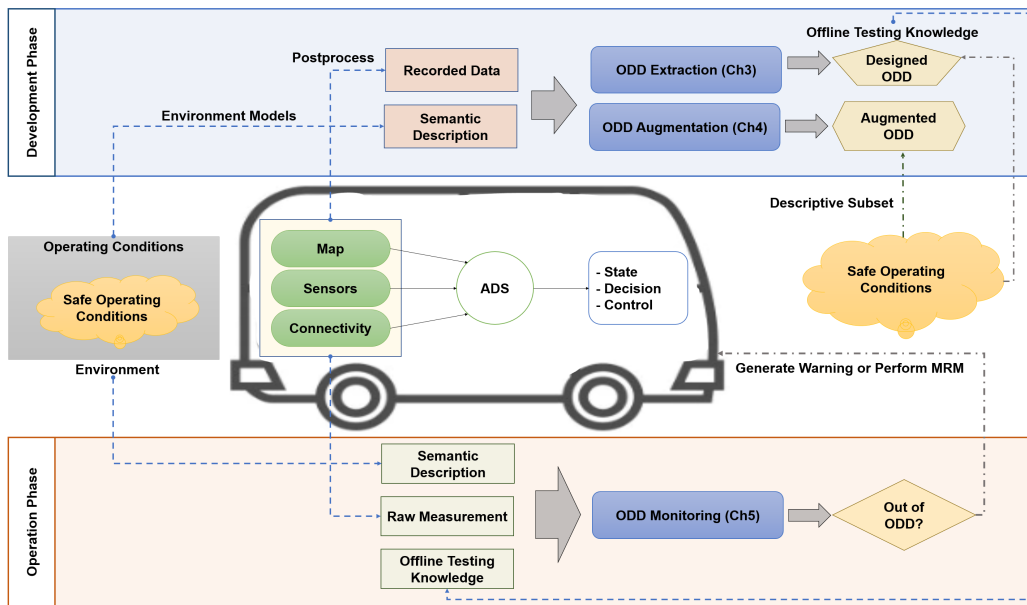 Development Phase
Offline Testing Knowledge
Postprocess
Recorded Data
ODD Extraction (Ch3)
Designed
ODD
Environment Models
Semantic
Description
ODD Augmentation (Ch4)
Augmented
ODD
Descriptive Subset
Operating Conditions
Safe Operating
Conditions
Environment
Map
Sensors
Connectivity
ADS
- State
- Decision
- Control
Safe Operating
Conditions
Generate Warning or Perform MRM
Operation Phase
Semantic
Description
Raw Measurement
Offline Testing
Knowledge
ODD Monitoring (Ch5)
Out of
ODD?